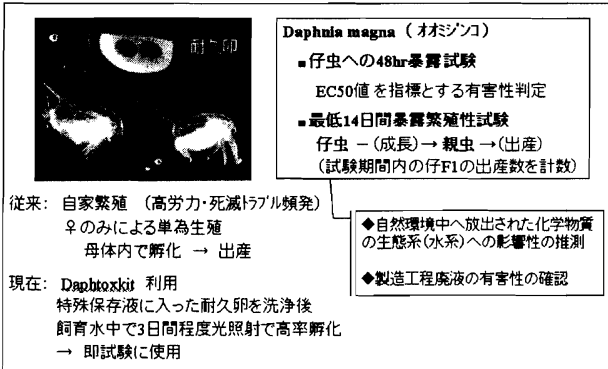 耐久卵
Daphnia magna ( オオミジンコ )
■仔虫への48hr暴露試験
EC50値を指標とする有害性判定
■最低14日間暴露繁殖性試験
仔虫 −(成長)→ 親虫 →(出産)
(試験期間内の仔F1の出産数を計数)
従来: 自家繁殖 (高労力・死滅トラブル頻発)
♀のみによる単為生殖
母体内で孵化 → 出産
現在: Daphtoxkit 利用
特殊保存液に入った耐久卵を洗浄後
飼育水中で3日間程度光照射で高率孵化
→ 即試験に使用
◆自然環境中へ放出された化学物質
の生態系(水系)への影響性の推測
◆製造工程廃液の有害性の確認